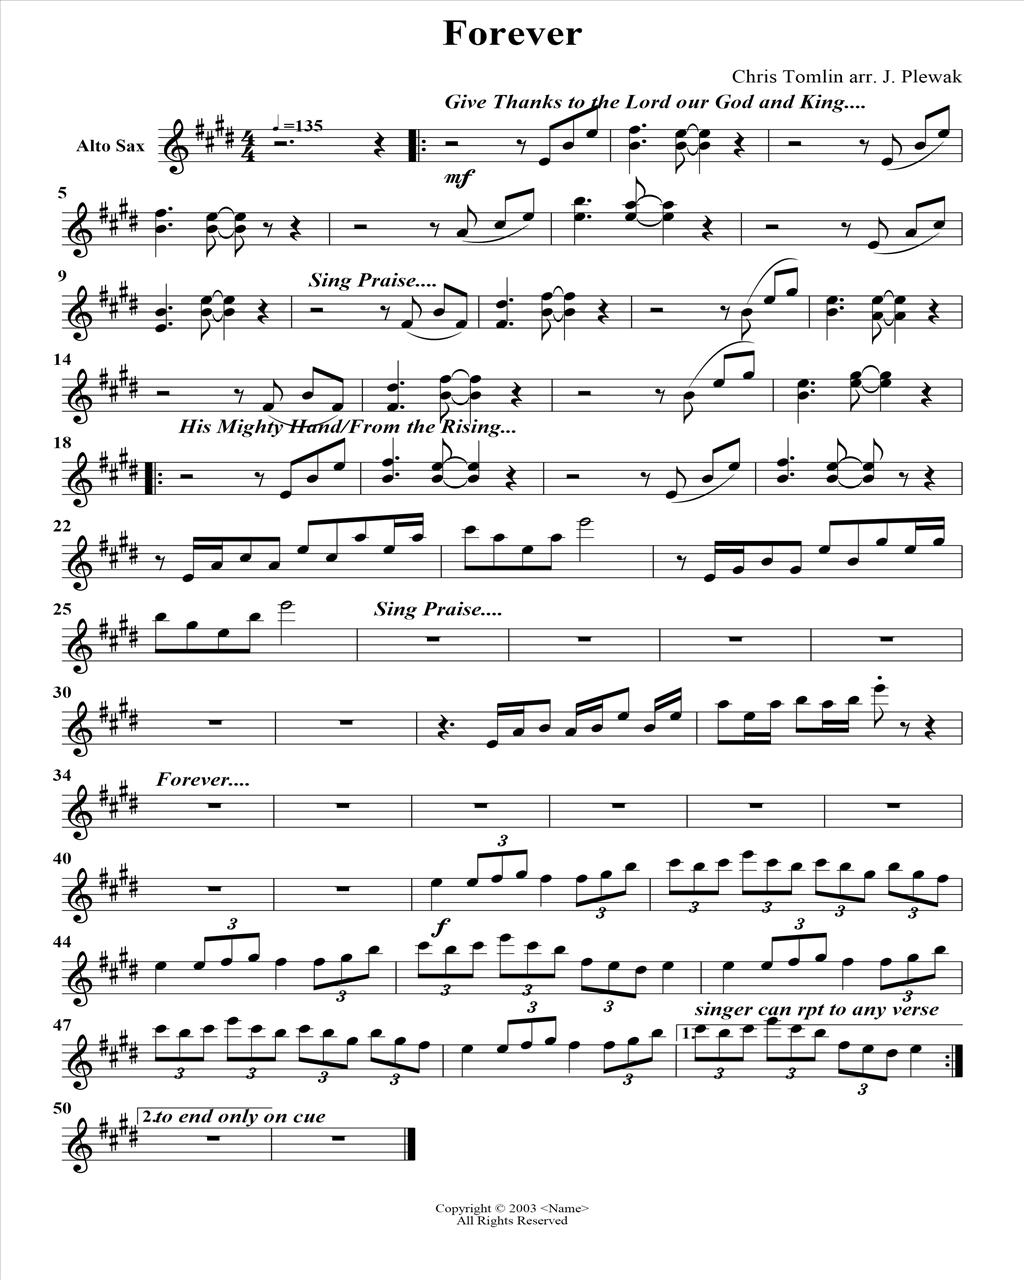 Forever
Chris Tomlin arr. J. Plewak
Give Thanks to the Lord our God and King....
Alto Sax
4
4
=135
mf
5
9
Sing Praise....
14
His Mighty Hand/From the Rising...
18
22
25
Sing Praise....
30
34
Forever....
40
3
3
3
3
3
3
f
44
3
3
3
3
3
3
3
singer can rpt to any verse
47
3
3
3
3
3
3
1.
3
3
3
50
2.
to end only on cue
Copyright © 2003 <Name>
All Rights Reserved